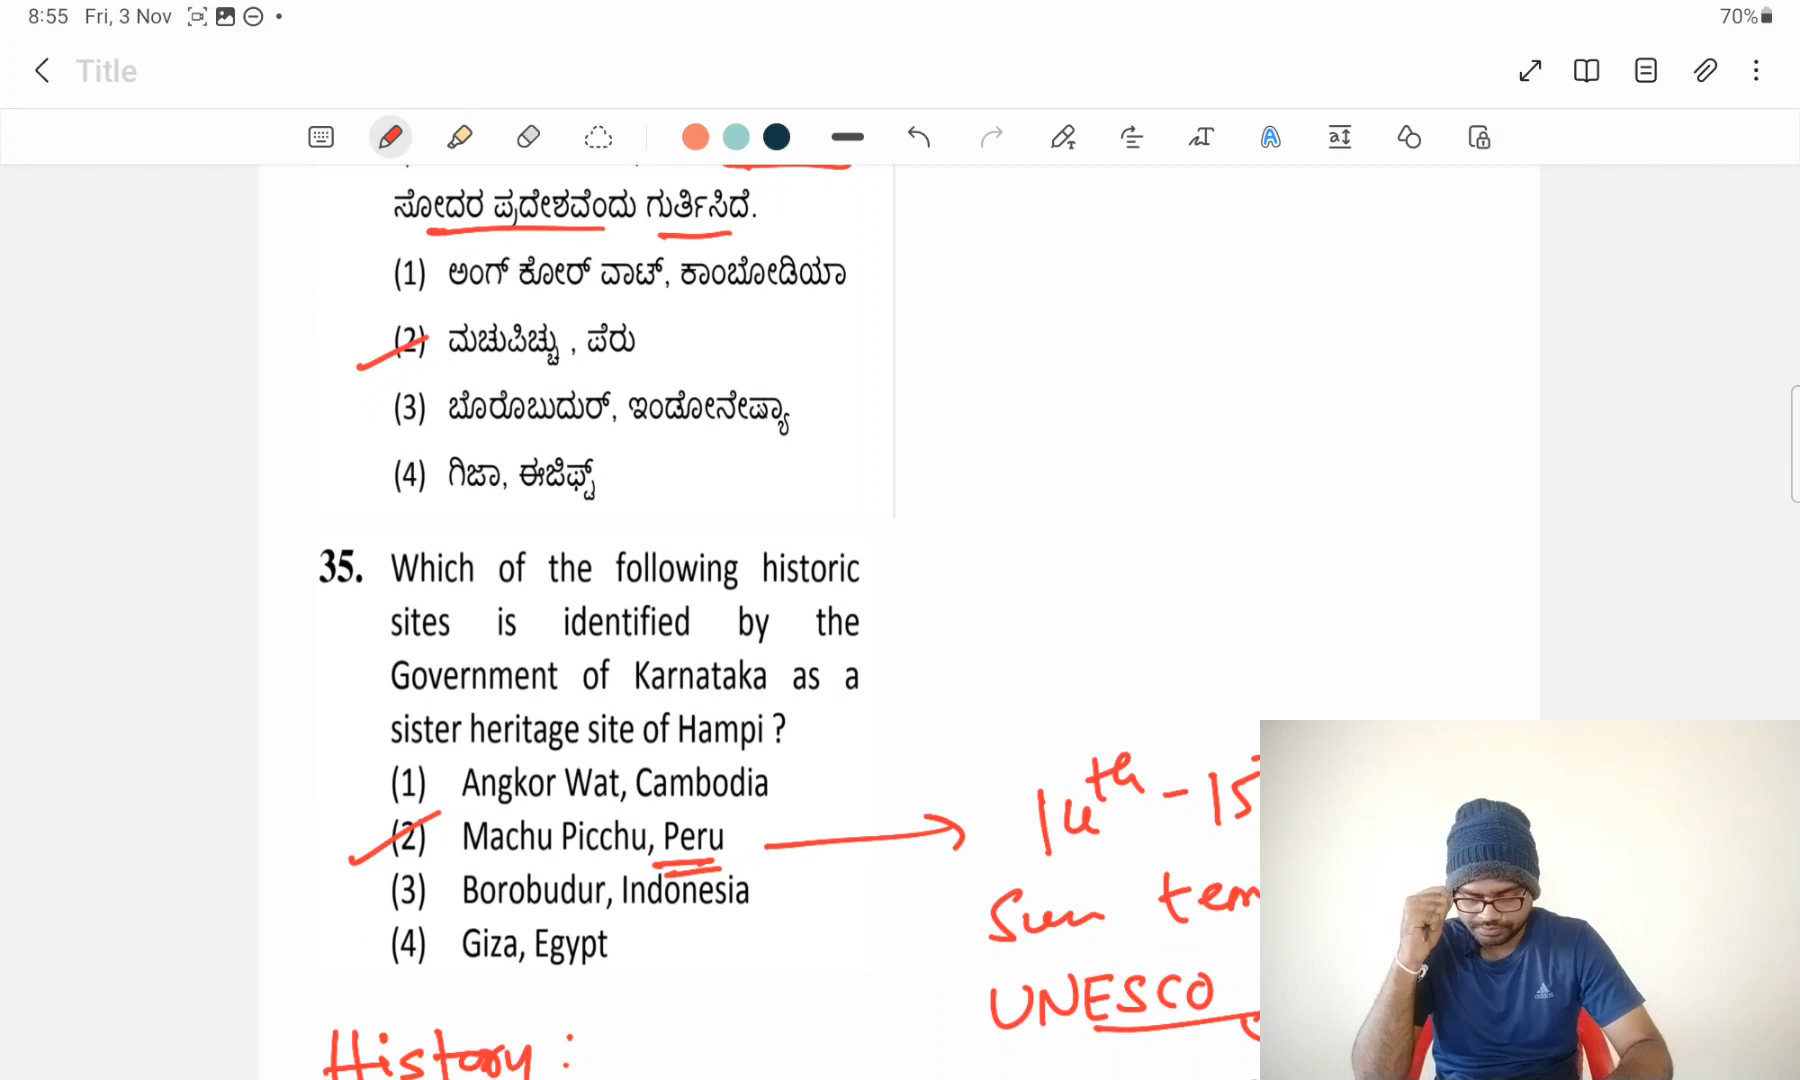 8:55 Fri, 3 Nov
70%
Title
ಸೋದರ ಪ್ರದೇಶವೆಂದು ಗುರ್ತಿಸಿದೆ.
(1) ಅಂಗ್ ಕೋರ್ ವಾಟ್, ಕಾಂಬೋಡಿಯಾ
(2) ಮಚುಪಿಚ್ಚು , ಪೆರು
(3) ಬೊರೊಬುದುರ್, ಇಂಡೋನೇಷ್ಯಾ
(4) ಗಿಜಾ, ಈಜಿಫ್ಟ್
35. Which of the following historic
sites is identified by the
Government of Karnataka as a
sister heritage site of Hampi ?
(1) Angkor Wat, Cambodia
(2) Machu Picchu, Peru
(3) Borobudur, Indonesia
(4) Giza, Egypt
14th - 15
Sun tem
UNESCO
History :
adidas